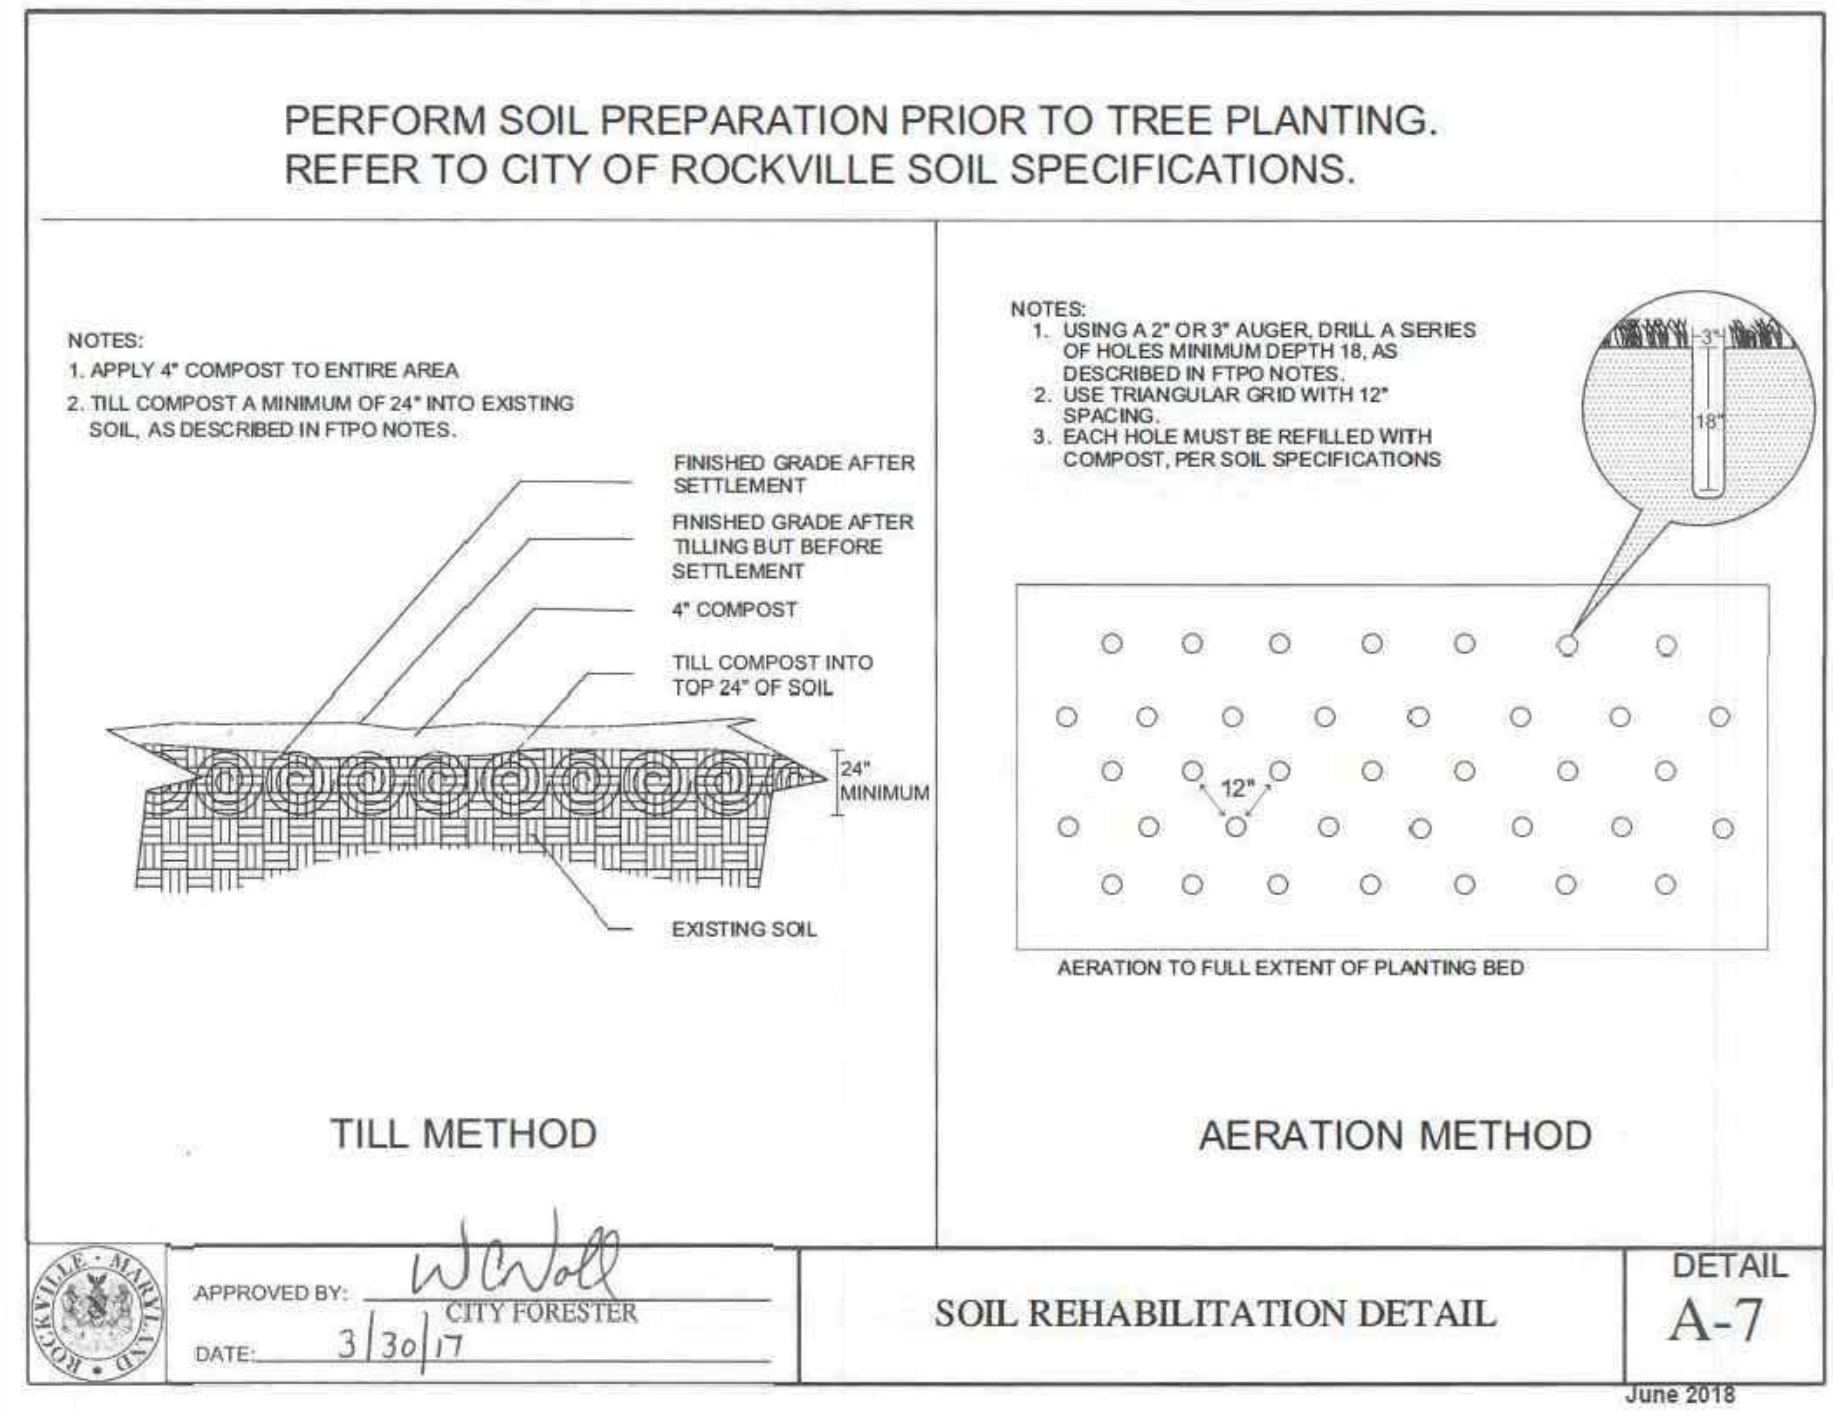 PERFORM SOIL PREPARATION PRIOR TO TREE PLANTING.
REFER TO CITY OF ROCKVILLE SOIL SPECIFICATIONS.
NOTES:
1. APPLY 4" COMPOST TO ENTIRE AREA
2. TILL COMPOST A MINIMUM OF 24" INTO EXISTING
SOIL, AS DESCRIBED IN FTPO NOTES.
FINISHED GRADE AFTER
SETTLEMENT
FINISHED GRADE AFTER
TILLING BUT BEFORE
SETTLEMENT
4" COMPOST
TILL COMPOST INTO
TOP 24" OF SOIL
24"
MINIMUM
EXISTING SOIL
TILL METHOD
NOTES:
1. USING A 2" OR 3" AUGER, DRILL A SERIES
OF HOLES MINIMUM DEPTH 18, AS
DESCRIBED IN FTPO NOTES.
2. USE TRIANGULAR GRID WITH 12"
SPACING.
3. EACH HOLE MUST BE REFILLED WITH
COMPOST, PER SOIL SPECIFICATIONS
3"
18"
12"
AERATION TO FULL EXTENT OF PLANTING BED
AERATION METHOD
ROCKVILLE • MARYLAND •
APPROVED BY: WCWall
CITY FORESTER
DATE: 3/30/17
SOIL REHABILITATION DETAIL
DETAIL
A-7
June 2018